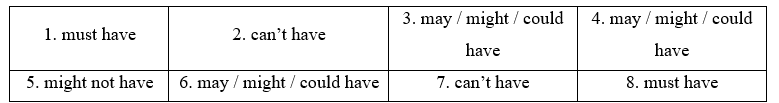 1. must have
2. can’t have
3. may / might / could
have
4. may / might / could
have
5. might not have
6. may / might / could have
7. can’t have
8. must have